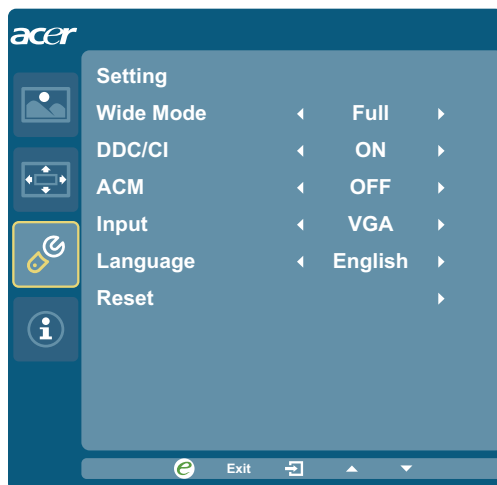 acer
Setting
Wide Mode Full
DDC/CI ON
ACM OFF
Input VGA
Language English
Reset
e Exit